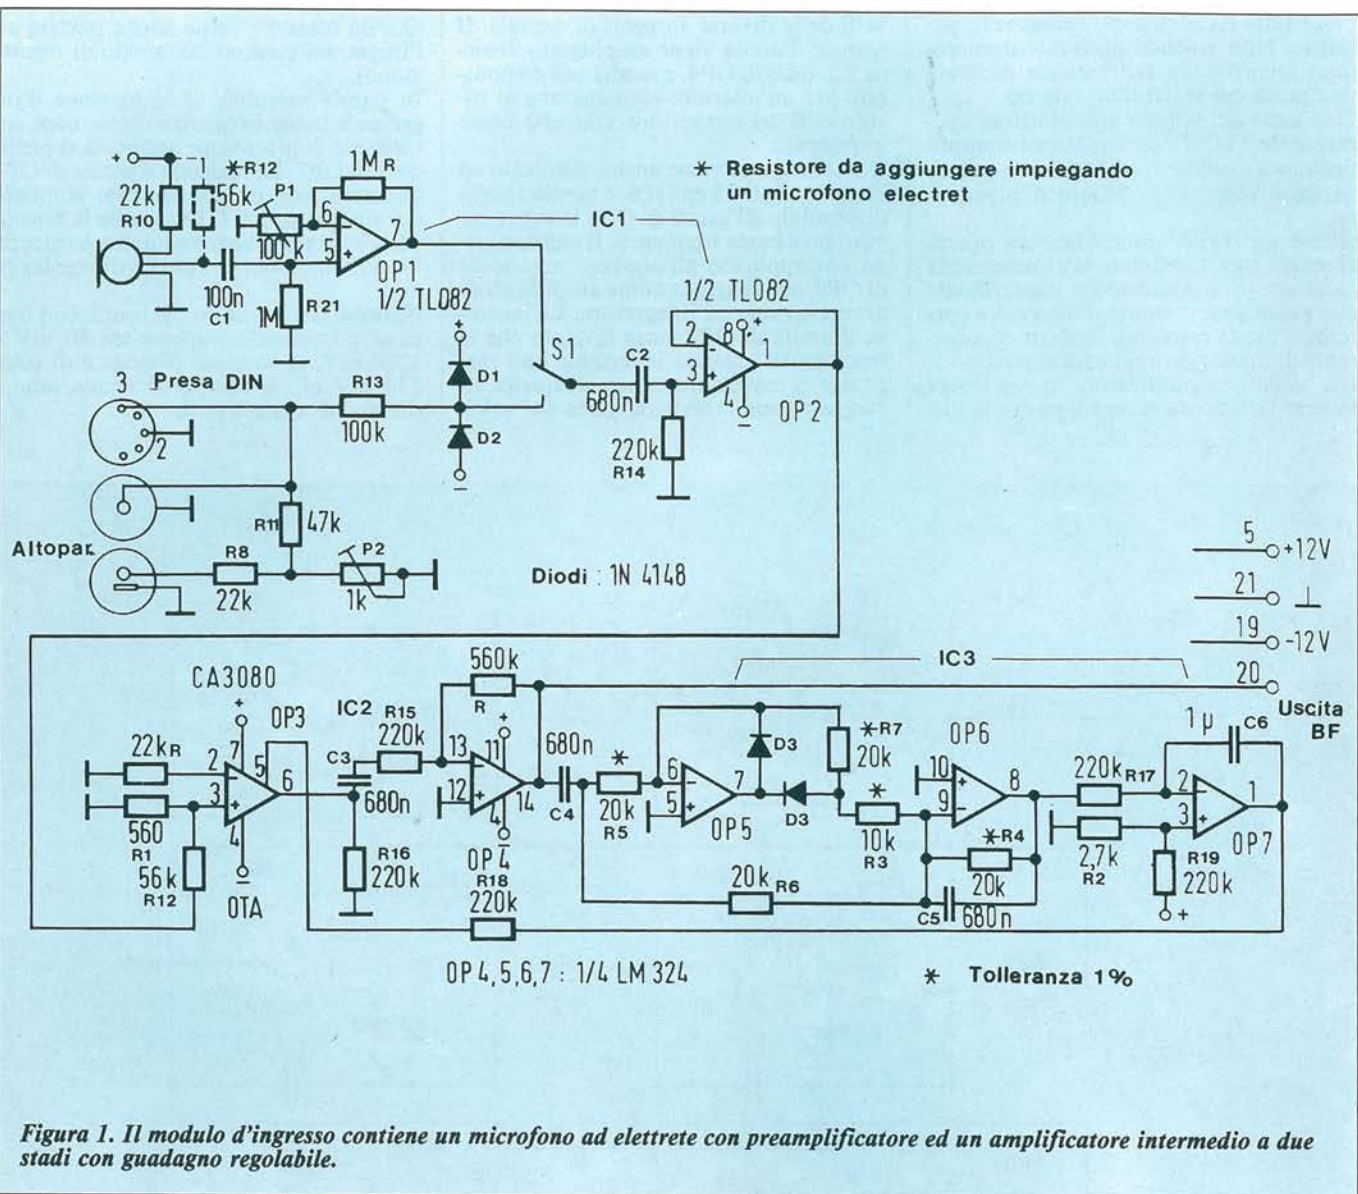 +
22k
R10
*R12
56k
P1
100k
1M R
6
5
7
OP1
1/2 TL082
100n
C1
1M
R21
IC1
* Resistore da aggiungere impiegando
un microfono electret
1/2 TL082
2
3
8
+
1
4
−
OP2
S1
C2
680n
220k
R14
+
D1
D2
−
3
Presa DIN
2
R13
100k
R11
47k
Altopar.
R8
22k
P2
1k
Diodi : 1N 4148
5
+12V
21
⊥
19
-12V
20
Uscita
BF
CA3080
+
7
OP3
22k R
2
5
3
6
4
−
OTA
560
R1
56k
R12
IC2
C3
680n
R15
220k
R16
220k
560k
R
13
+
11
12
14
4
−
OP4
R18
220k
680n
C4
*
20k
R5
IC3
6
5
7
OP5
D3
D3
*R7
20k
*
10k
R3
OP6
10
9
8
*R4
20k
C5
680n
20k R6
220k R17
2,7k
R2
1µ
C6
2
3
1
OP7
R19
220k
+
OP4,5,6,7 : 1/4 LM 324
* Tolleranza 1%
Figura 1. Il modulo d'ingresso contiene un microfono ad elettrete con preamplificatore ed un amplificatore intermedio a due
stadi con guadagno regolabile.